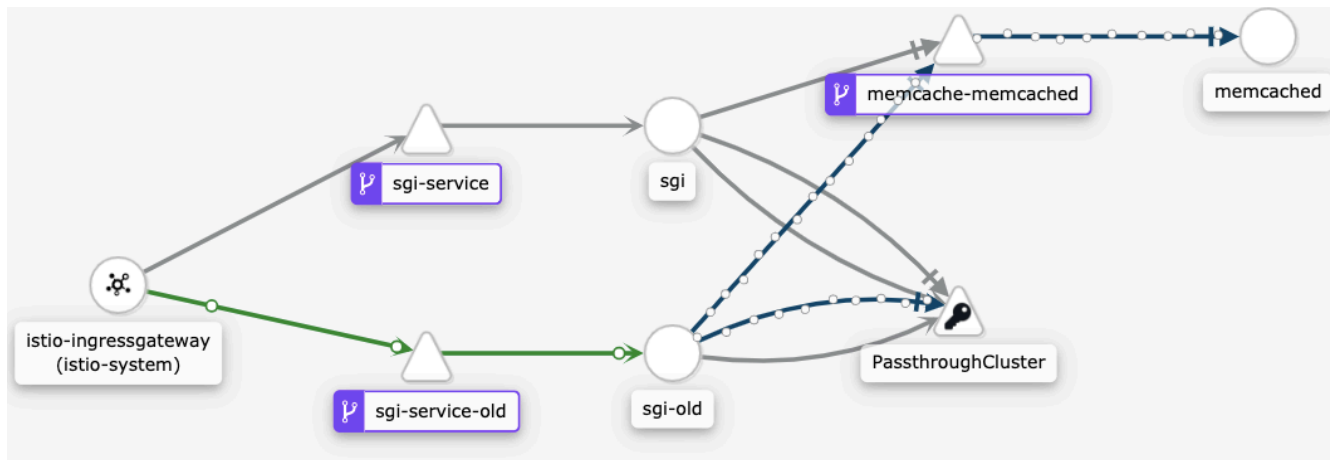 memcache-memcached
memcached
sgi-service
sgi
istio-ingressgateway
(istio-system)
PassthroughCluster
sgi-service-old
sgi-old